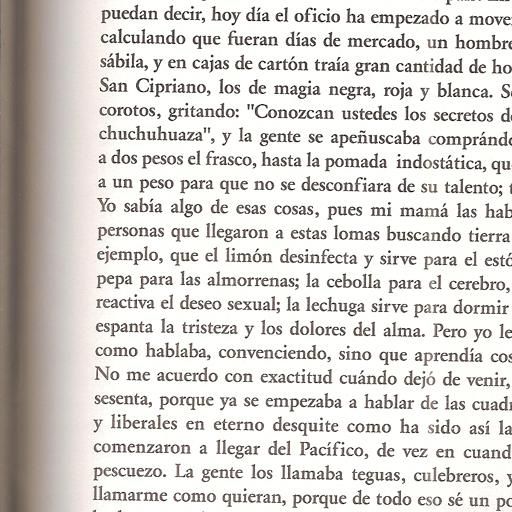 puedan decir, hoy día el oficio ha empezado a move
calculando que fueran días de mercado, un hombre
sábila, y en cajas de cartón traía gran cantidad de ho
San Cipriano, los de magia negra, roja y blanca. S
corotos, gritando: "Conozcan ustedes los secretos d
chuchuhuaza", y la gente se apeñuscaba comprándo
a dos pesos el frasco, hasta la pomada indostática, qu
a un peso para que no se desconfiara de su talento; t
Yo sabía algo de esas cosas, pues mi mamá las hab
personas que llegaron a estas lomas buscando tierra
ejemplo, que el limón desinfecta y sirve para el estó
pepa para las almorrenas; la cebolla para el cerebro,
reactiva el deseo sexual; la lechuga sirve para dormir
espanta la tristeza y los dolores del alma. Pero yo le
como hablaba, convenciendo, sino que aprendía cos
No me acuerdo con exactitud cuándo dejó de venir,
sesenta, porque ya se empezaba a hablar de las cuad
y liberales en eterno desquite como ha sido así la
comenzaron a llegar del Pacífico, de vez en cuand
pescuezo. La gente los llamaba teguas, culebreros, y
llamarme como quieran, porque de todo eso sé un po